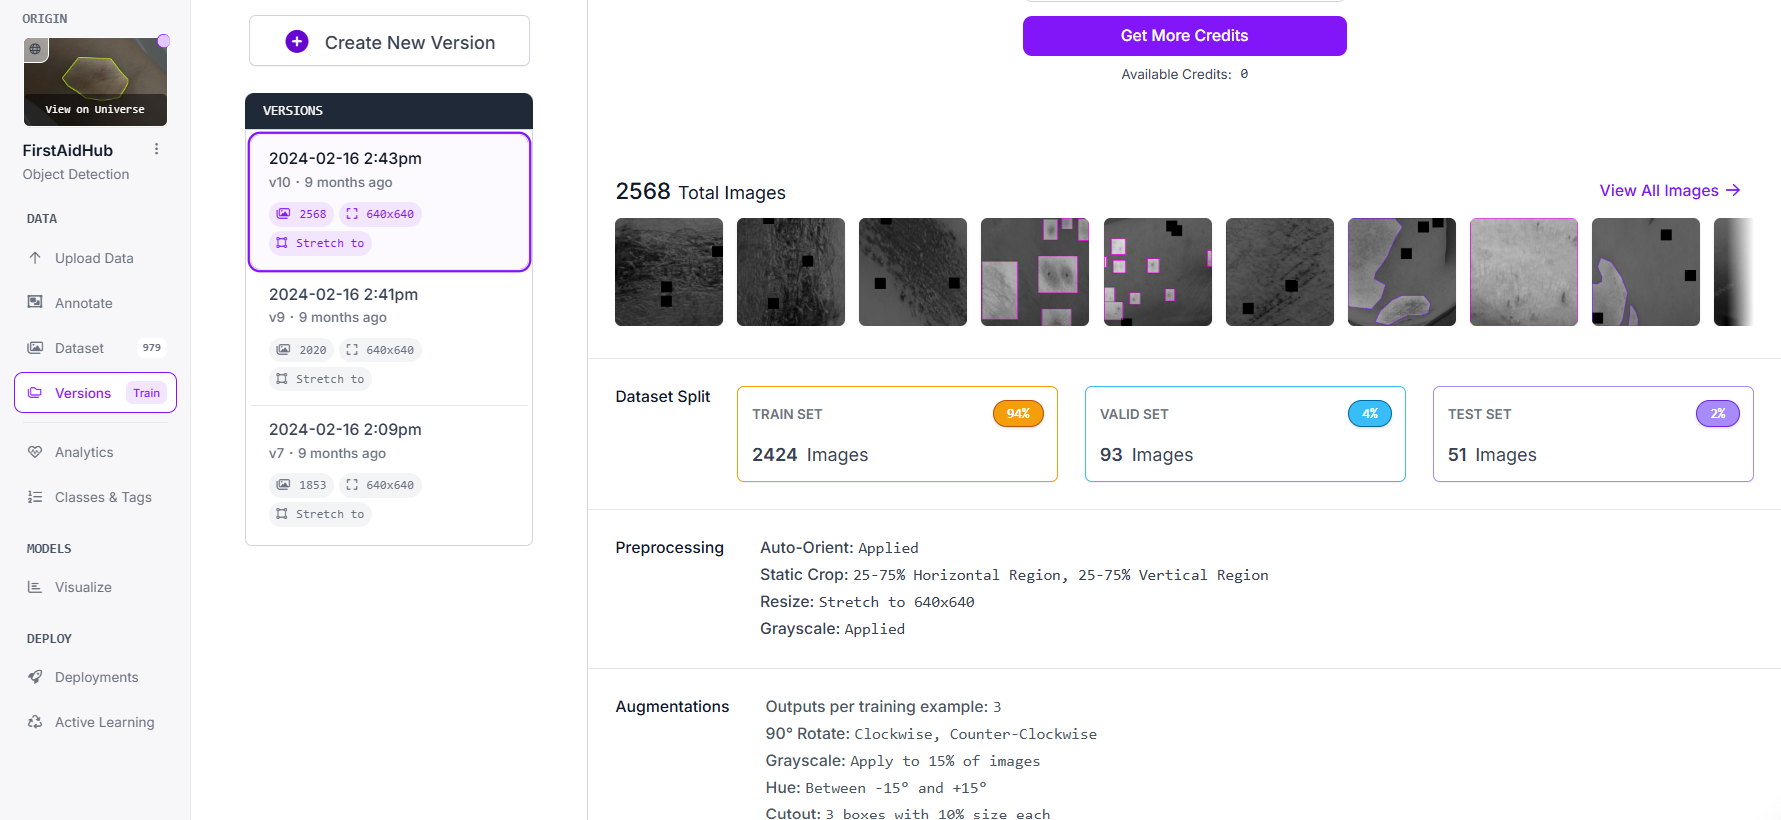 ORIGIN
View on Universe
FirstAidHub
Object Detection
DATA
Upload Data
Annotate
Dataset 979
Versions Train
Analytics
Classes & Tags
MODELS
Visualize
DEPLOY
Deployments
Active Learning
Create New Version
VERSIONS
2024-02-16 2:43pm
v10 · 9 months ago
2568 640x640
Stretch to
2024-02-16 2:41pm
v9 · 9 months ago
2020 640x640
Stretch to
2024-02-16 2:09pm
v7 · 9 months ago
1853 640x640
Stretch to
Get More Credits
Available Credits: 0
2568 Total Images
View All Images →
Dataset Split
TRAIN SET 94%
2424 Images
VALID SET 4%
93 Images
TEST SET 2%
51 Images
Preprocessing
Auto-Orient: Applied
Static Crop: 25-75% Horizontal Region, 25-75% Vertical Region
Resize: Stretch to 640x640
Grayscale: Applied
Augmentations
Outputs per training example: 3
90° Rotate: Clockwise, Counter-Clockwise
Grayscale: Apply to 15% of images
Hue: Between -15° and +15°
Cutout: 3 boxes with 10% size each